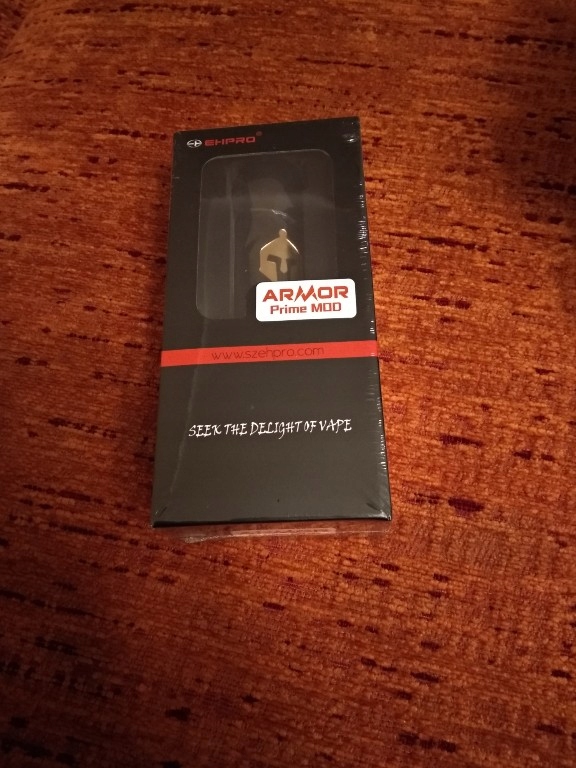 EHPRO®
ARMOR
Prime MOD
www.szehpro.com
SEEK THE DELIGHT OF VAPE